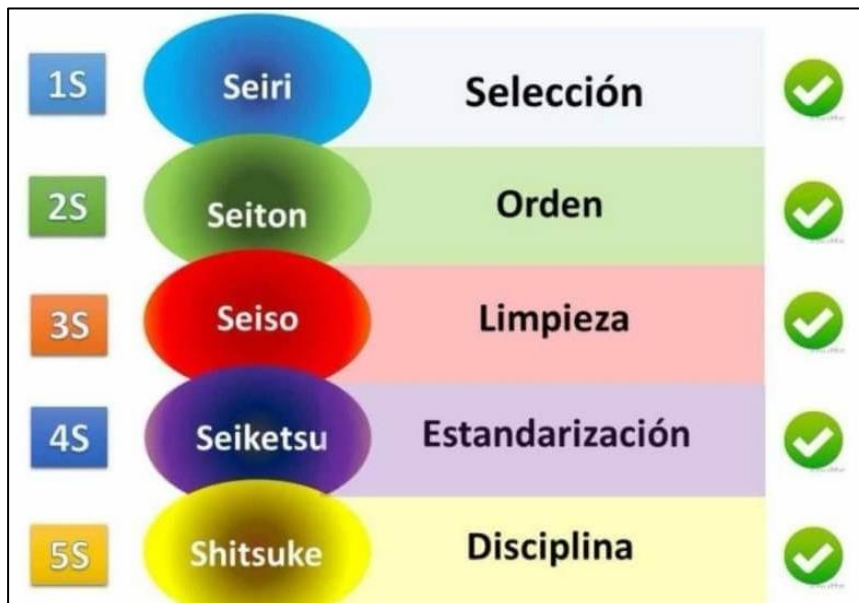 1S Seiri Selección
2S Seiton Orden
3S Seiso Limpieza
4S Seiketsu Estandarización
5S Shitsuke Disciplina